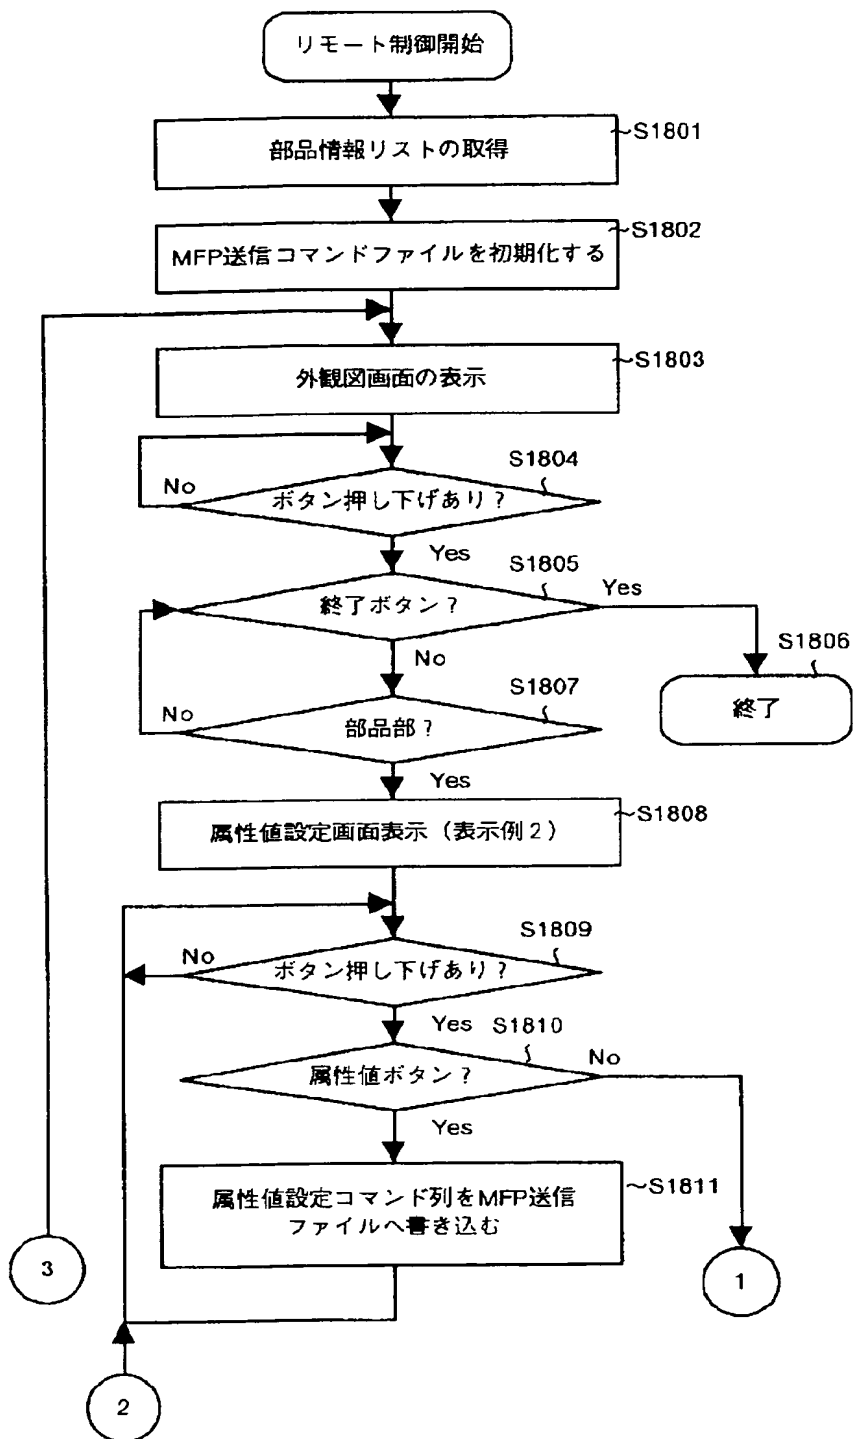 リモート制御開始
部品情報リストの取得
~S1801
MFP送信コマンドファイルを初期化する
~S1802
外観図画面の表示
~S1803
S1804
No
ボタン押し下げあり？
Yes
S1805
終了ボタン？
Yes
No
S1806
終了
S1807
No
部品部？
Yes
属性値設定画面表示（表示例２）
~S1808
S1809
No
ボタン押し下げあり？
Yes
S1810
属性値ボタン？
No
Yes
属性値設定コマンド列をMFP送信
ファイルへ書き込む
~S1811
3
1
2